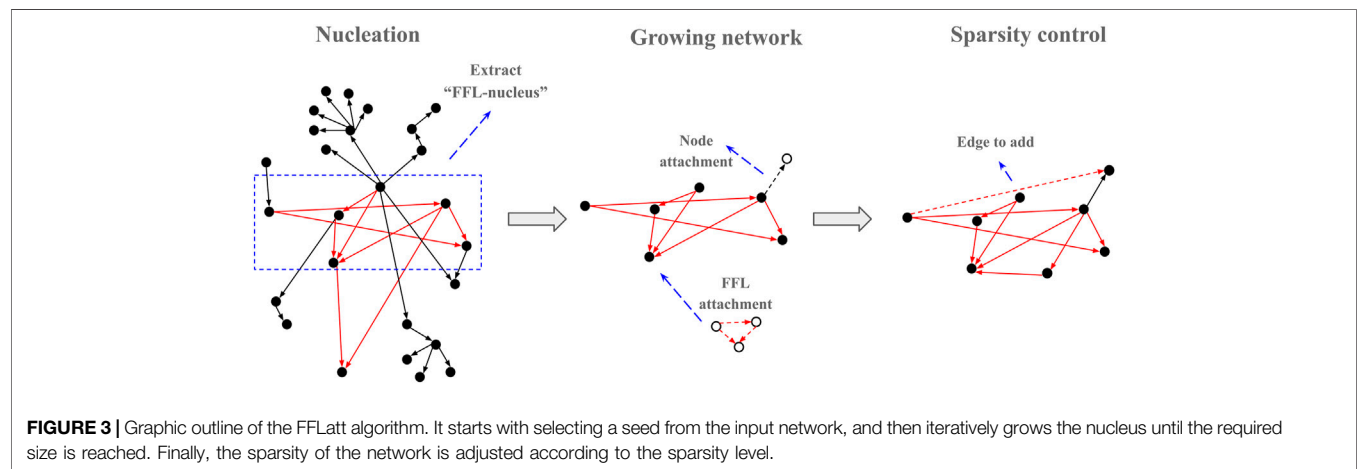 Nucleation
Growing network
Sparsity control
Extract
“FFL-nucleus”
Node
attachment
FFL
attachment
Edge to add
FIGURE 3 | Graphic outline of the FFLatt algorithm. It starts with selecting a seed from the input network, and then iteratively grows the nucleus until the required
size is reached. Finally, the sparsity of the network is adjusted according to the sparsity level.